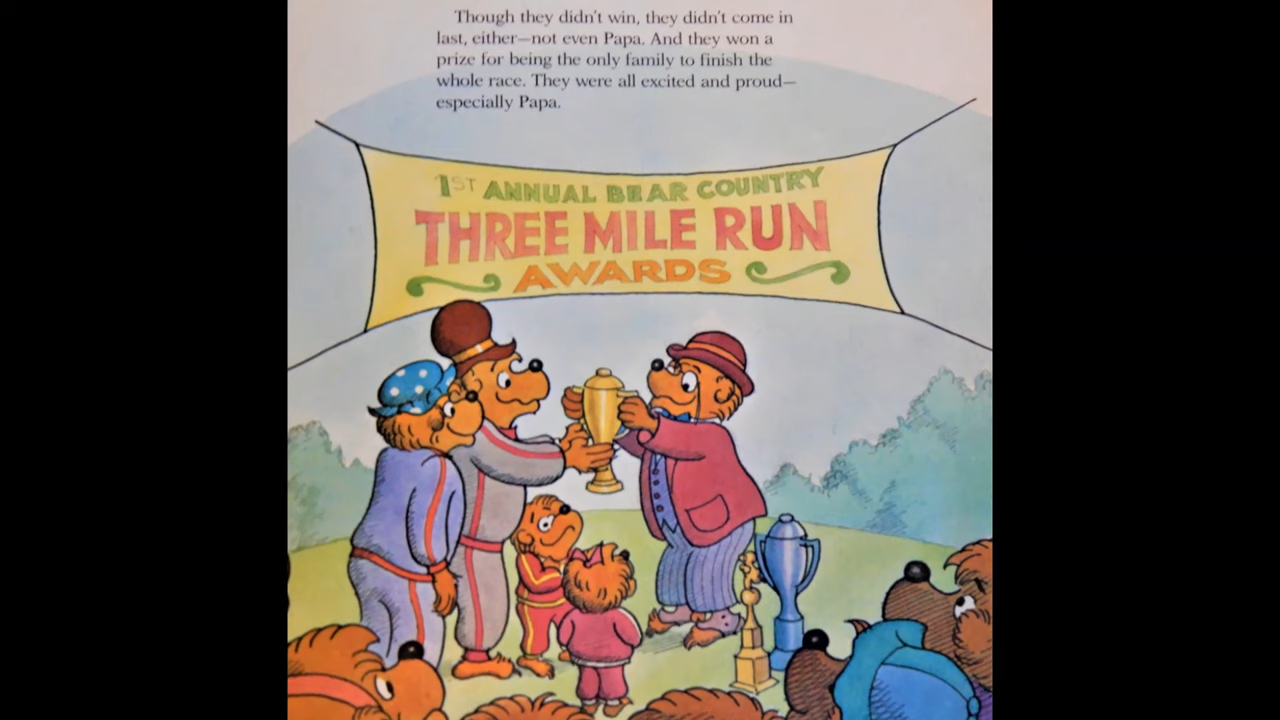 Though they didn't win, they didn't come in
last, either—not even Papa. And they won a
prize for being the only family to finish the
whole race. They were all excited and proud—
especially Papa.
1ST ANNUAL BEAR COUNTRY
THREE MILE RUN
AWARDS